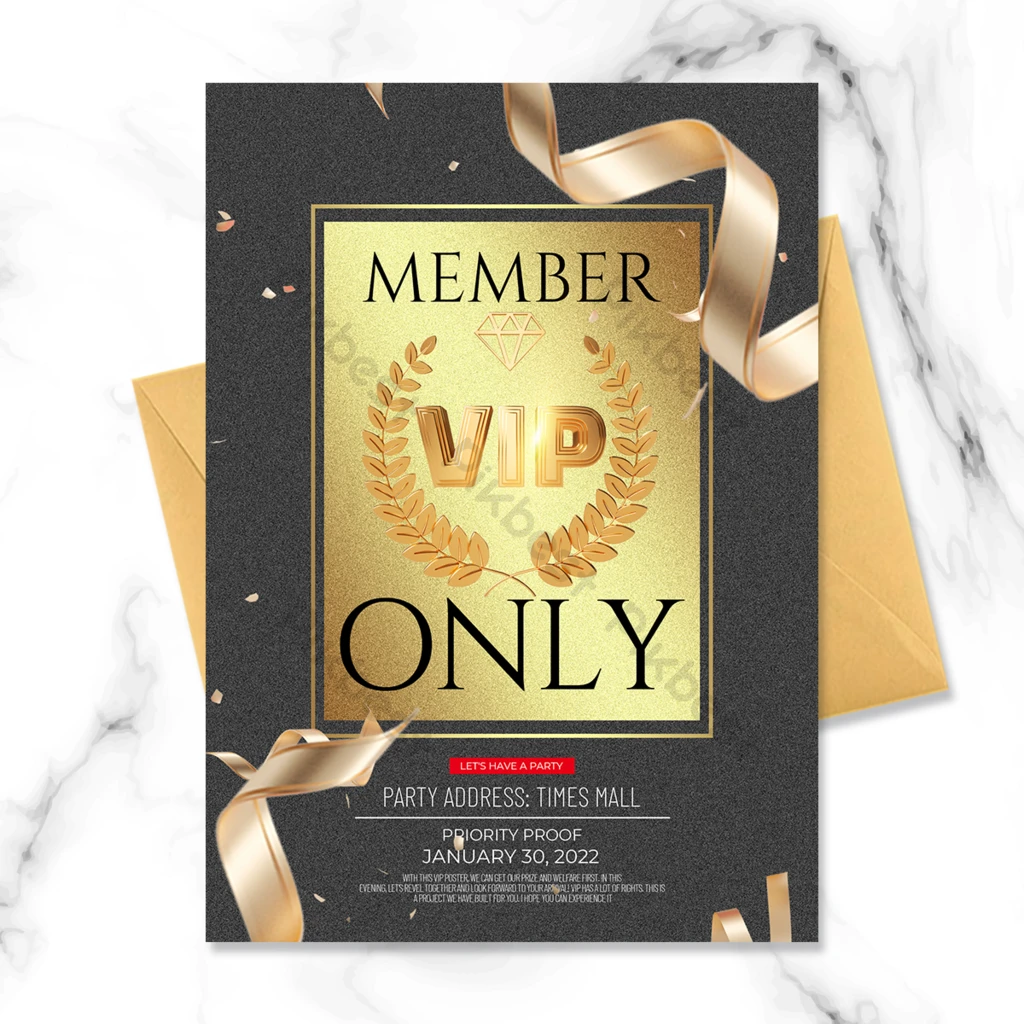 MEMBER
VIP
ONLY
LET'S HAVE A PARTY
PARTY ADDRESS: TIMES MALL
PRIORITY PROOF
JANUARY 30, 2022
WITH THIS VIP POSTER, WE CAN GET OUR PRIZE AND WELFARE FIRST. IN THIS
EVENING, LET'S REVEL TOGETHER AND LOOK FORWARD TO YOUR ARRIVAL! VIP HAS A LOT OF RIGHTS. THIS IS
A PROJECT WE HAVE BUILT FOR YOU. I HOPE YOU CAN EXPERIENCE IT